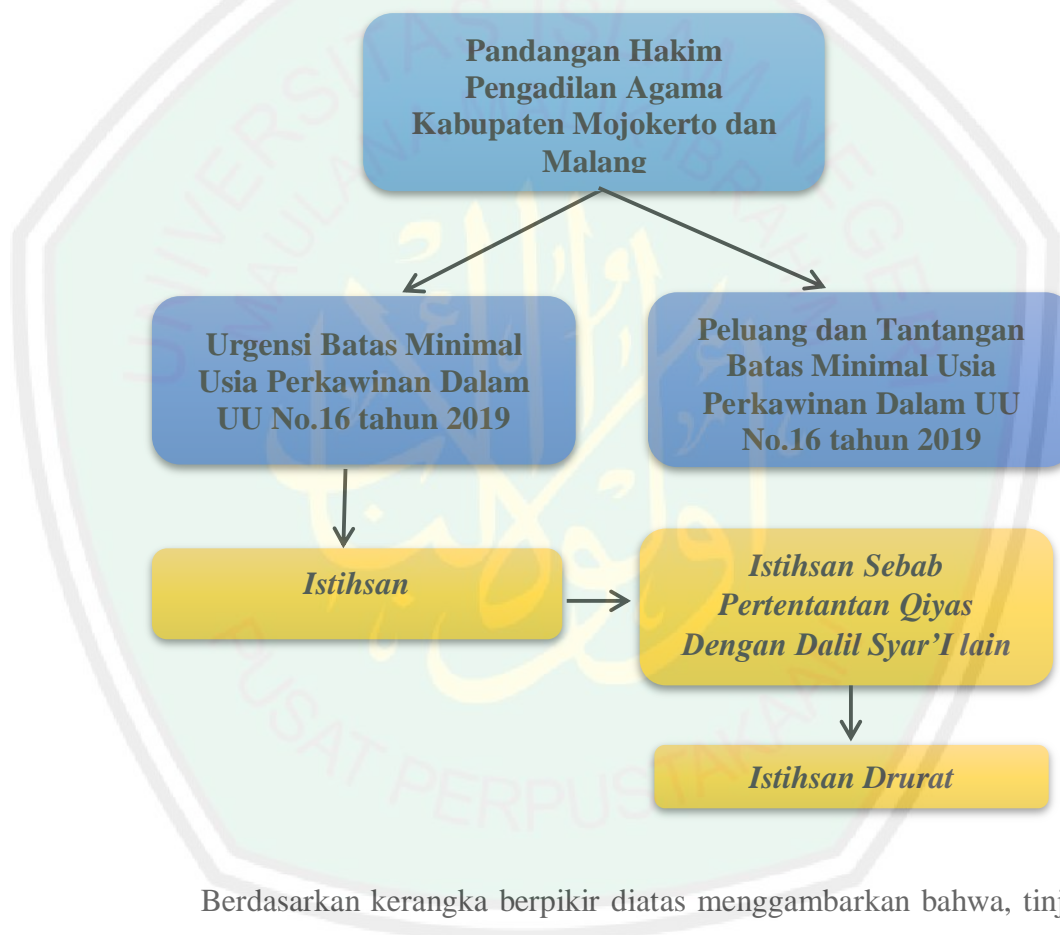 Pandangan Hakim
Pengadilan Agama
Kabupaten Mojokerto dan
Malang
Urgensi Batas Minimal
Usia Perkawinan Dalam
UU No.16 tahun 2019
Peluang dan Tantangan
Batas Minimal Usia
Perkawinan Dalam UU
No.16 tahun 2019
Istihsan
Istihsan Sebab
Pertentantan Qiyas
Dengan Dalil Syar'I lain
Istihsan Drurat
Berdasarkan kerangka berpikir diatas menggambarkan bahwa,
PUSAT PERPUSTAKAAN